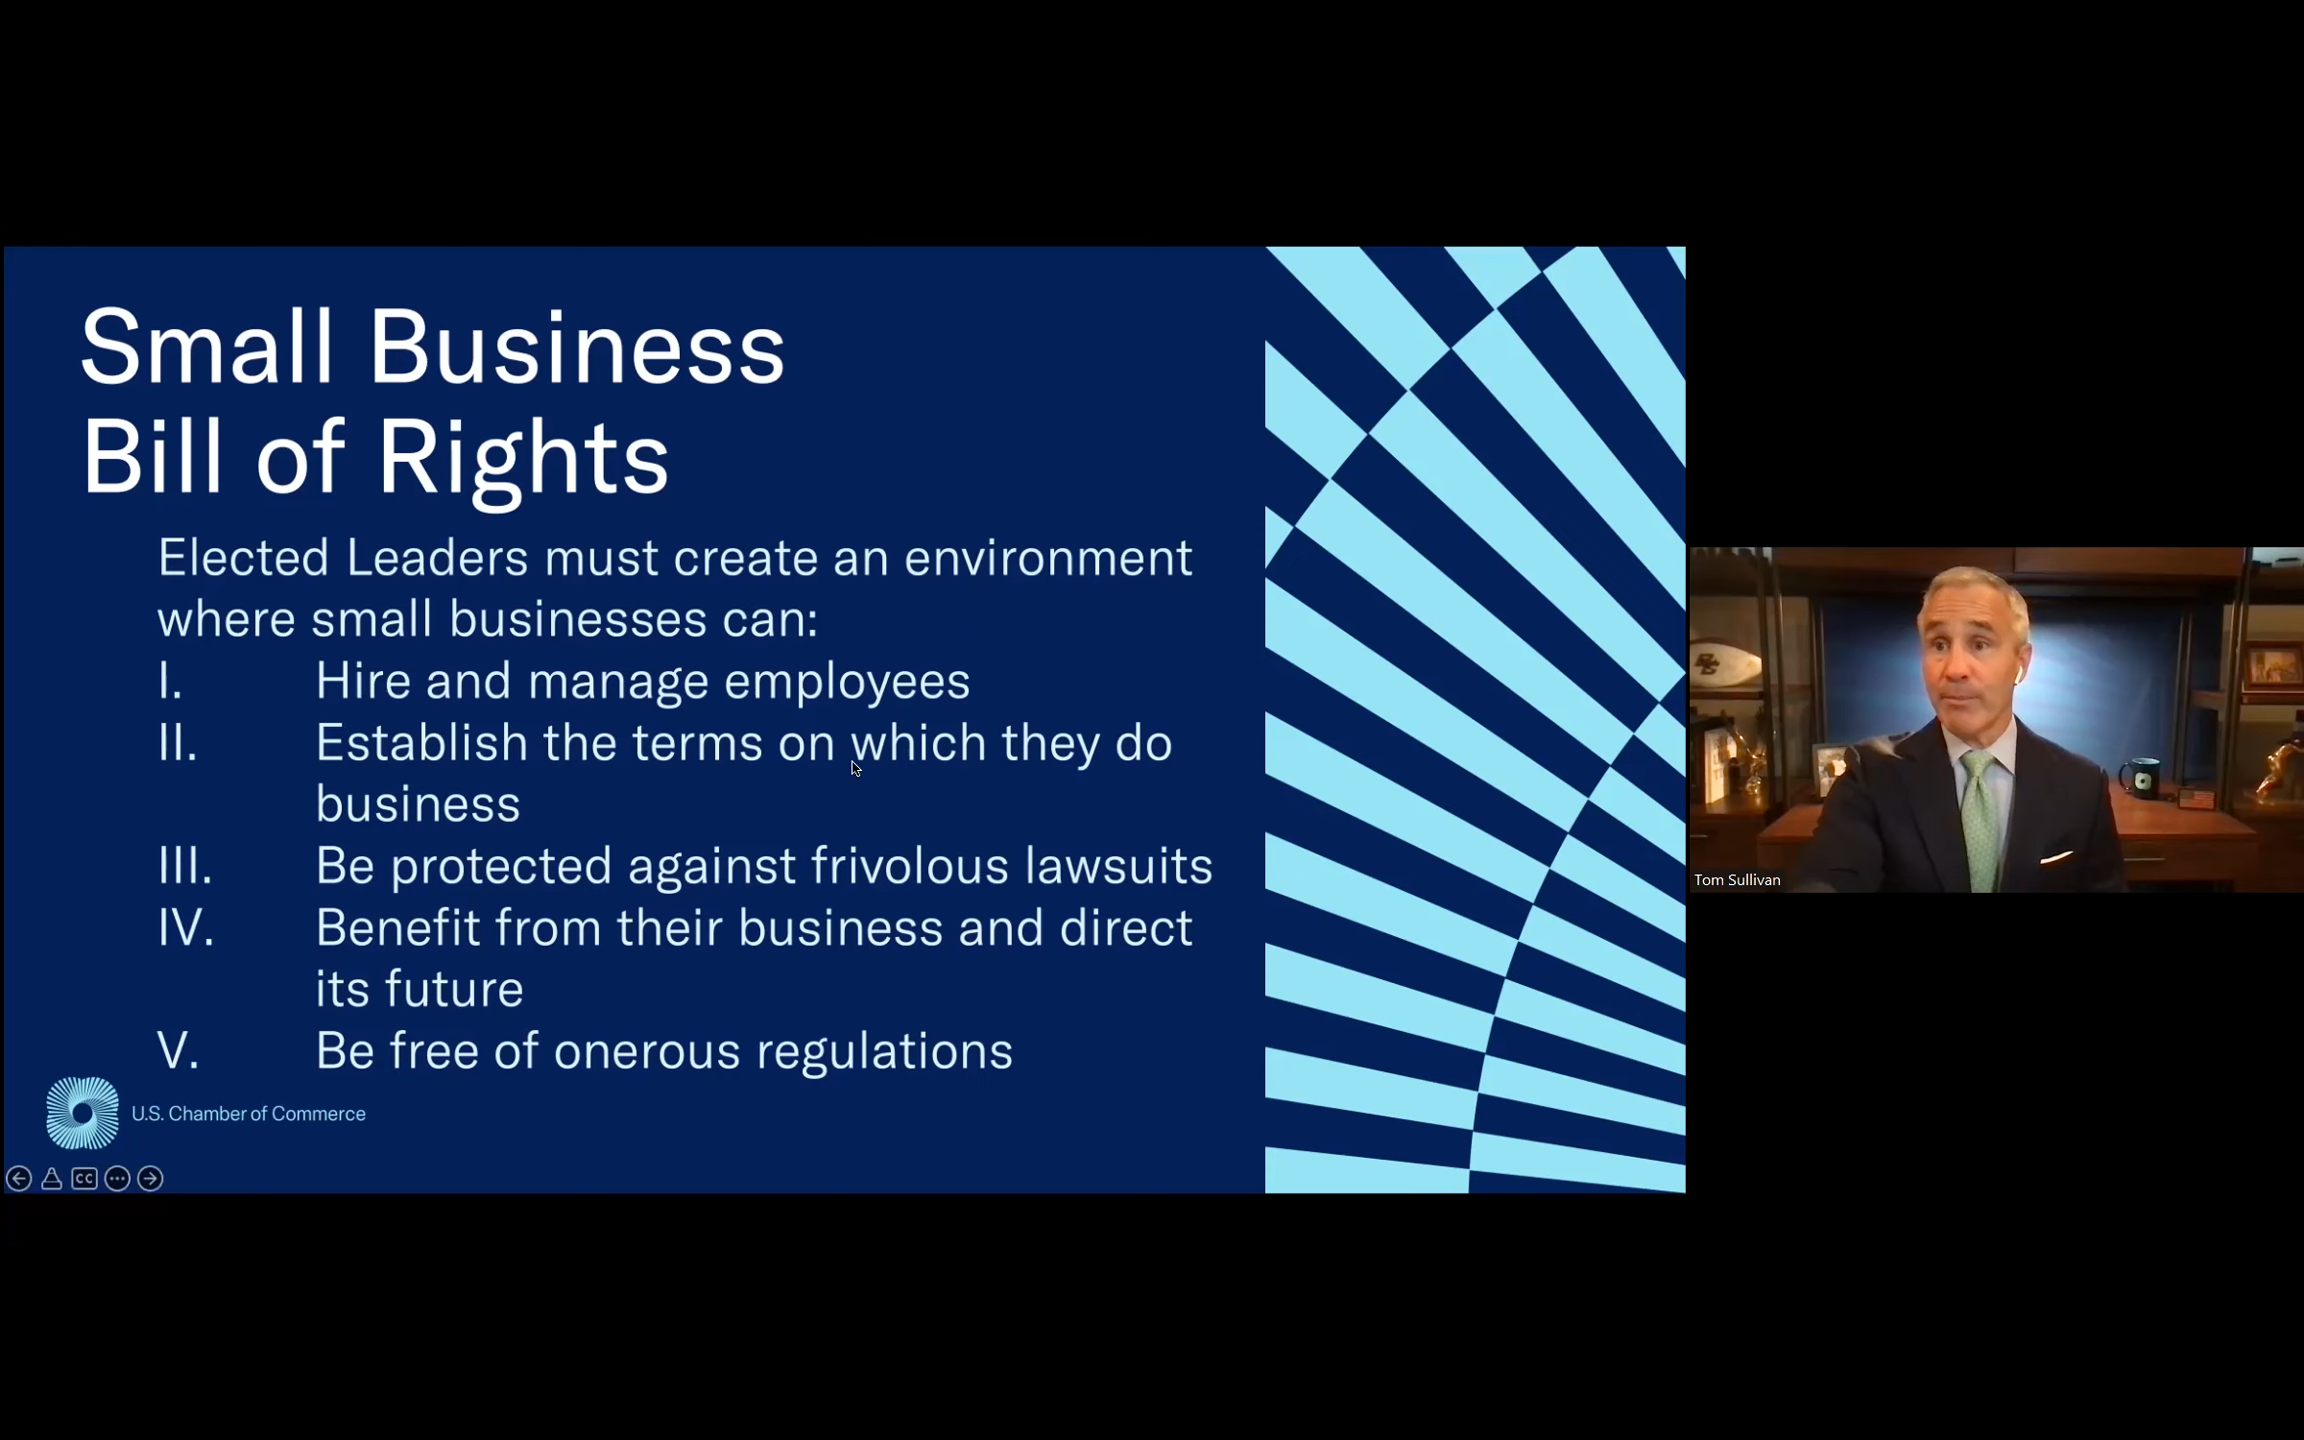 Small Business
Bill of Rights
Elected Leaders must create an environment
where small businesses can:
I. Hire and manage employees
II. Establish the terms on which they do
business
III. Be protected against frivolous lawsuits
IV. Benefit from their business and direct
its future
V. Be free of onerous regulations
U.S. Chamber of Commerce
CC
Tom Sullivan